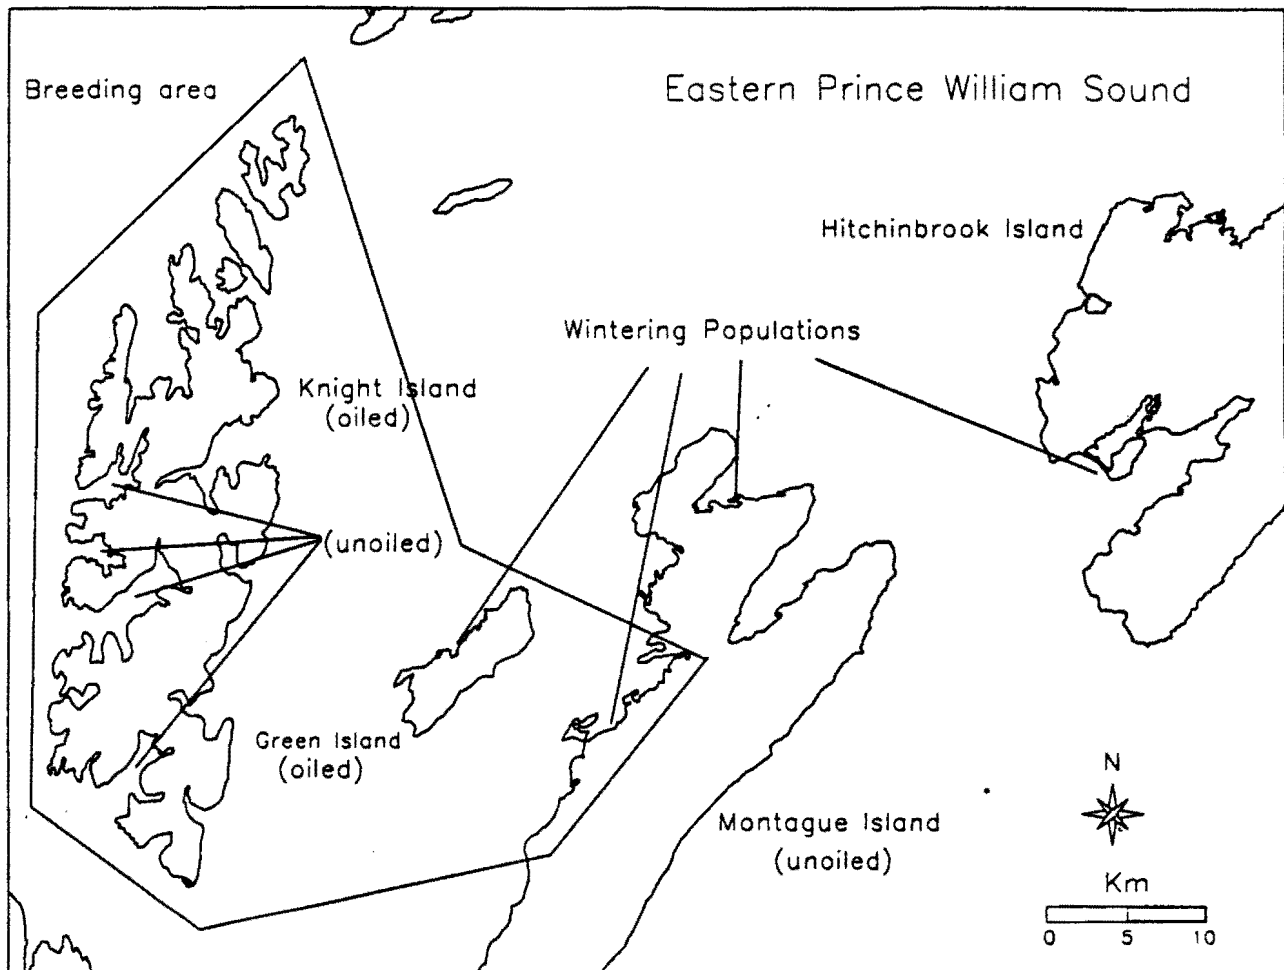 Breeding area
Eastern Prince William Sound
Hitchinbrook Island
Wintering Populations
Knight Island
(oiled)
(unoiled)
Green Island
(oiled)
Montague Island
(unoiled)
N
Km
0 5 10